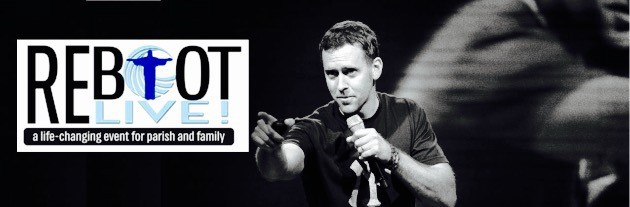 REBOOT
LIVE!
a life-changing event for parish and family